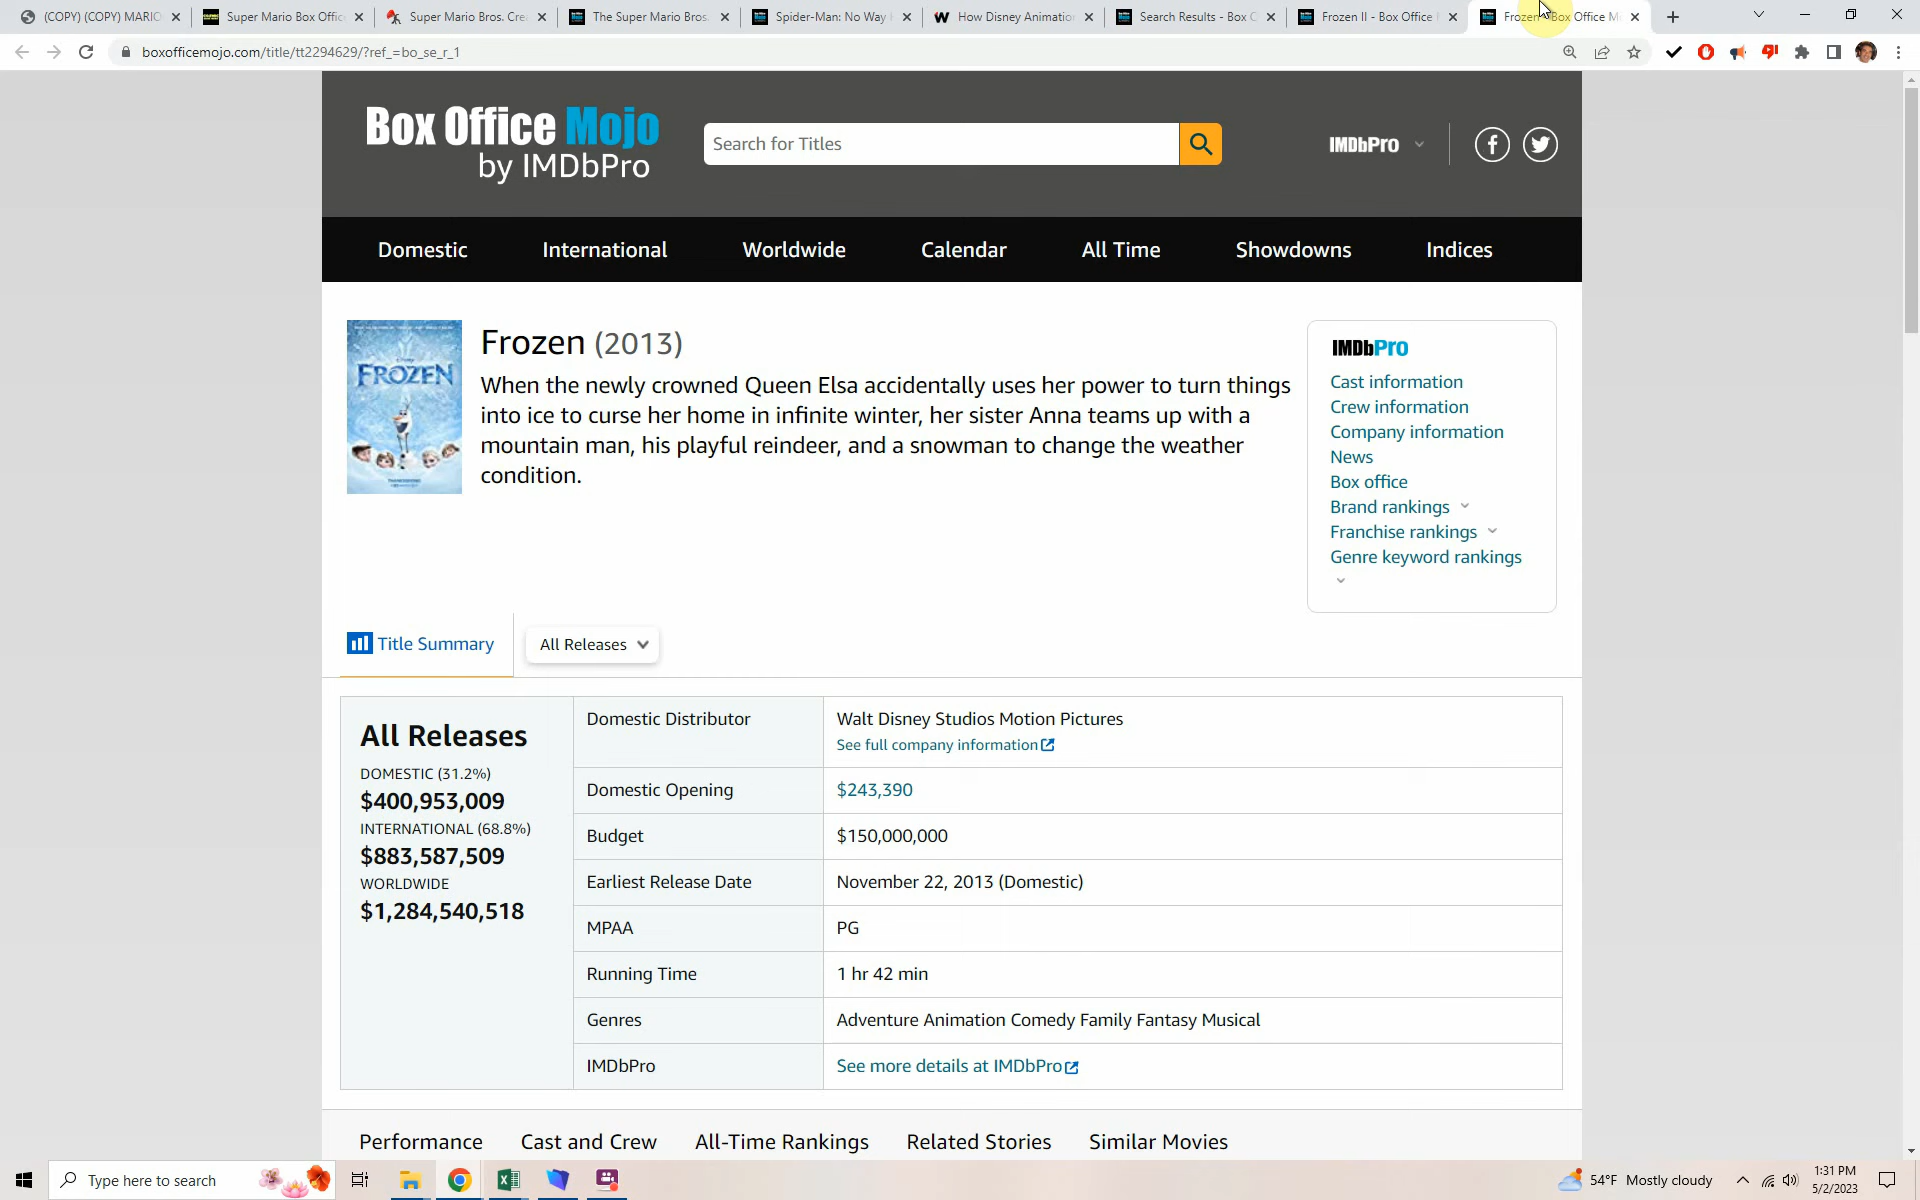 (COPY) (COPY) MARIO
Super Mario Box Offic
Super Mario Bros. Cre
The Super Mario Bros.
Spider-Man: No Way
How Disney Animation
Search Results - Box O
Frozen II - Box Office
Frozen - Box Office M
boxofficemojo.com/title/tt2294629/?ref_=bo_se_r_1
Box Office Mojo
by IMDbPro
Search for Titles
IMDbPro
Domestic
International
Worldwide
Calendar
All Time
Showdowns
Indices
FROZEN
Frozen (2013)
When the newly crowned Queen Elsa accidentally uses her power to turn things
into ice to curse her home in infinite winter, her sister Anna teams up with a
mountain man, his playful reindeer, and a snowman to change the weather
condition.
IMDbPro
Cast information
Crew information
Company information
News
Box office
Brand rankings
Franchise rankings
Genre keyword rankings
Title Summary
All Releases
All Releases
DOMESTIC (31.2%)
$400,953,009
INTERNATIONAL (68.8%)
$883,587,509
WORLDWIDE
$1,284,540,518
Domestic Distributor
Walt Disney Studios Motion Pictures
See full company information
Domestic Opening
$243,390
Budget
$150,000,000
Earliest Release Date
November 22, 2013 (Domestic)
MPAA
PG
Running Time
1 hr 42 min
Genres
Adventure Animation Comedy Family Fantasy Musical
IMDbPro
See more details at IMDbPro
Performance
Cast and Crew
All-Time Rankings
Related Stories
Similar Movies
Type here to search
54°F Mostly cloudy
1:31 PM
5/2/2023